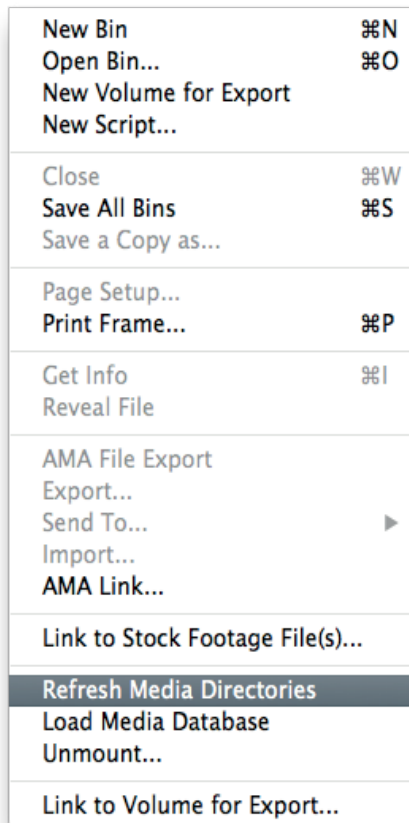 New Bin ⌘N
Open Bin... ⌘O
New Volume for Export
New Script...
Close ⌘W
Save All Bins ⌘S
Save a Copy as...
Page Setup...
Print Frame... ⌘P
Get Info ⌘I
Reveal File
AMA File Export
Export...
Send To... ▶
Import...
AMA Link...
Link to Stock Footage File(s)...
Refresh Media Directories
Load Media Database
Unmount...
Link to Volume for Export...